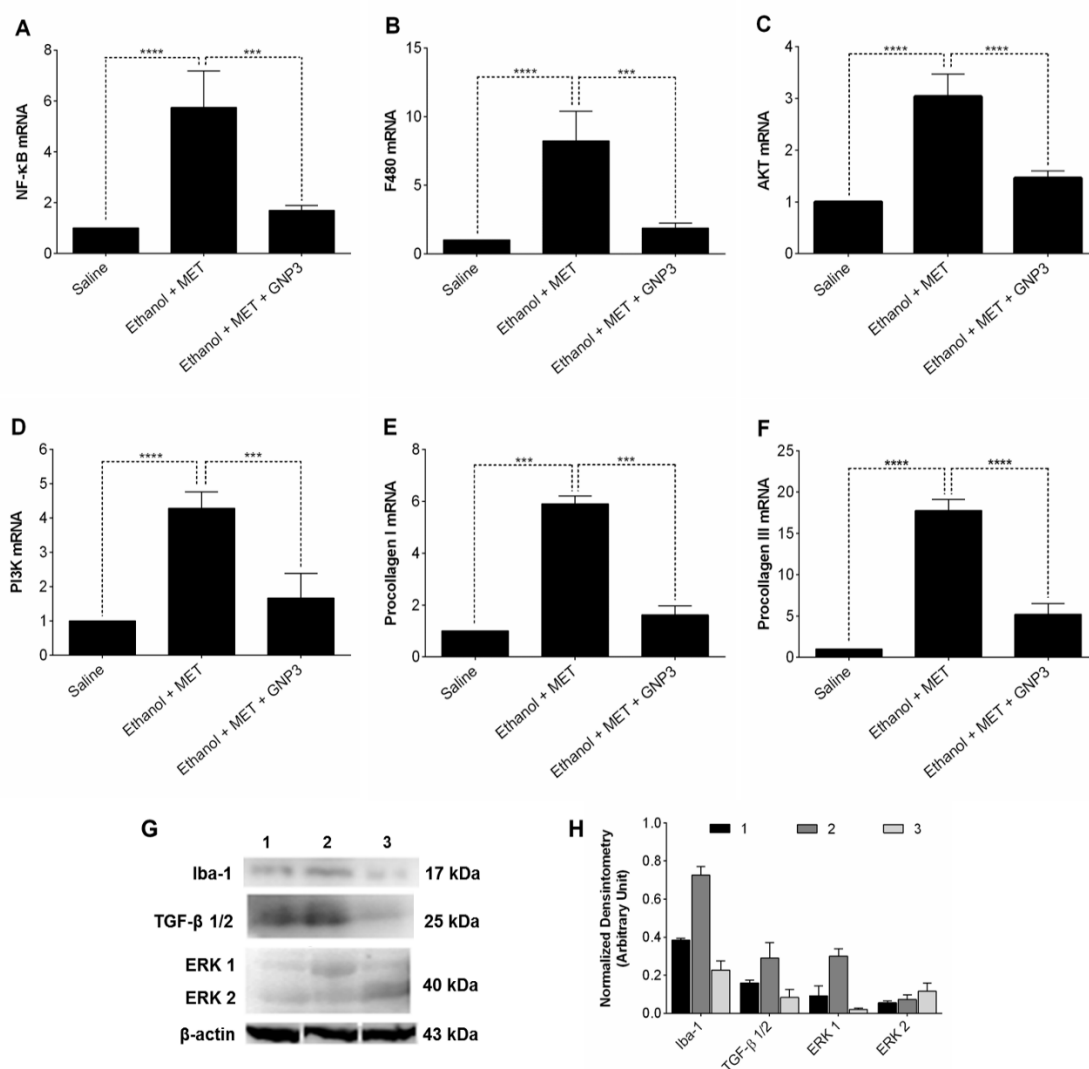 A
NF-κB mRNA
8
6
4
2
0
****
***
Saline
Ethanol + MET
Ethanol + MET + GNP3
B
F480 mRNA
15
10
5
0
****
***
Saline
Ethanol + MET
Ethanol + MET + GNP3
C
AKT mRNA
4
3
2
1
0
****
****
Saline
Ethanol + MET
Ethanol + MET + GNP3
D
PI3K mRNA
6
5
4
3
2
1
0
****
***
Saline
Ethanol + MET
Ethanol + MET + GNP3
E
Procollagen I mRNA
8
6
4
2
0
***
***
Saline
Ethanol + MET
Ethanol + MET + GNP3
F
Procollagen III mRNA
25
20
15
10
5
0
****
****
Saline
Ethanol + MET
Ethanol + MET + GNP3
G
1 2 3
Iba-1 17 kDa
TGF-β 1/2 25 kDa
ERK 1
ERK 2 40 kDa
β-actin 43 kDa
H
Normalized Desintometry
(Arbitrary Unit)
1 2 3
1.0
0.8
0.6
0.4
0.2
0.0
Iba-1
TGF-β 1/2
ERK 1
ERK 2